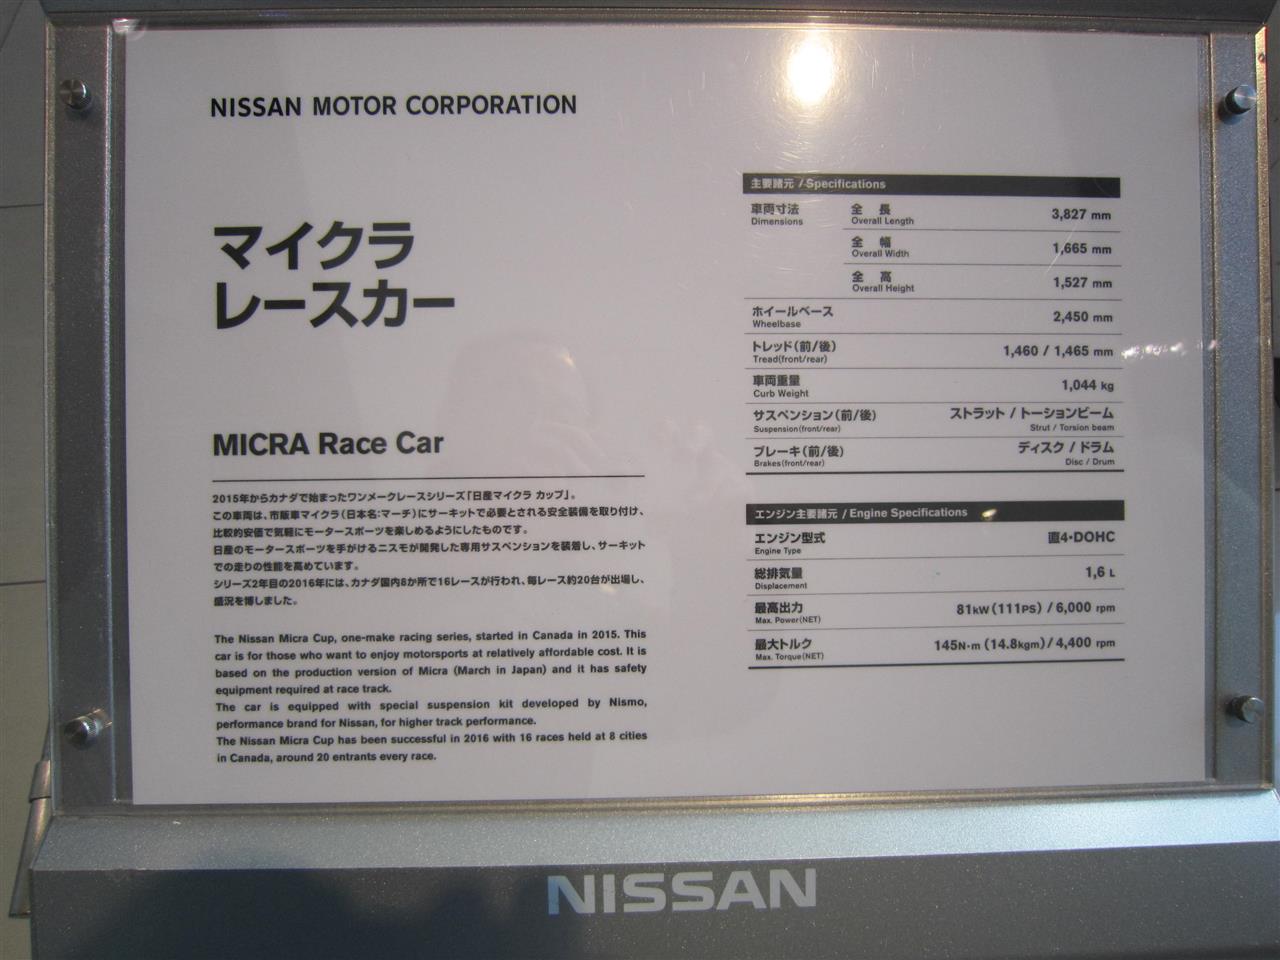 NISSAN MOTOR CORPORATION
マイクラ
レースカー
MICRA Race Car
2015年からカナダで始まったワンメークレースシリーズ「日産マイクラ カップ」。
この車両は、市販車マイクラ（日本名:マーチ）にサーキットで必要とされる安全装備を取り付け、
比較的安価で気軽にモータースポーツを楽しめるようにしたものです。
日産のモータースポーツを手がけるニスモが開発した専用サスペンションを装着し、サーキット
での走りの性能を高めています。
シリーズ2年目の2016年には、カナダ国内8か所で16レースが行われ、毎レース約20台が出場し、
盛況を博しました。
The Nissan Micra Cup, one-make racing series, started in Canada in 2015. This
car is for those who want to enjoy motorsports at relatively affordable cost. It is
based on the production version of Micra (March in Japan) and it has safety
equipment required at race track.
The car is equipped with special suspension kit developed by Nismo,
performance brand for Nissan, for higher track performance.
The Nissan Micra Cup has been successful in 2016 with 16 races held at 8 cities
in Canada, around 20 entrants every race.
主要諸元 / Specifications
車両寸法 全 長 3,827 mm
Dimensions Overall Length
全 幅 1,665 mm
Overall Width
全 高 1,527 mm
Overall Height
ホイールベース 2,450 mm
Wheelbase
トレッド（前/後） 1,460 / 1,465 mm
Tread(front/rear)
車両重量 1,044 kg
Curb Weight
サスペンション（前/後） ストラット / トーションビーム
Suspension(front/rear) Strut / Torsion beam
ブレーキ（前/後） ディスク / ドラム
Brakes(front/rear) Disc / Drum
エンジン主要諸元 / Engine Specifications
エンジン型式 直4・DOHC
Engine Type
総排気量 1,6 L
Displacement
最高出力 81kW（111PS）/ 6,000 rpm
Max. Power(NET)
最大トルク 145N・m（14.8kgm）/ 4,400 rpm
Max. Torque(NET)
NISSAN